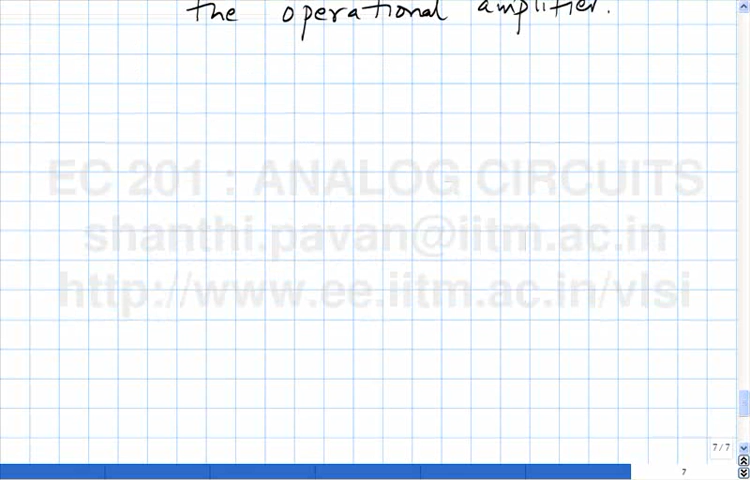 the operational amplifier.
EC 201 : ANALOG CIRCUITS
shanthi.pavan@iitm.ac.in
http://www.ee.iitm.ac.in/vlsi
7 / 7
7